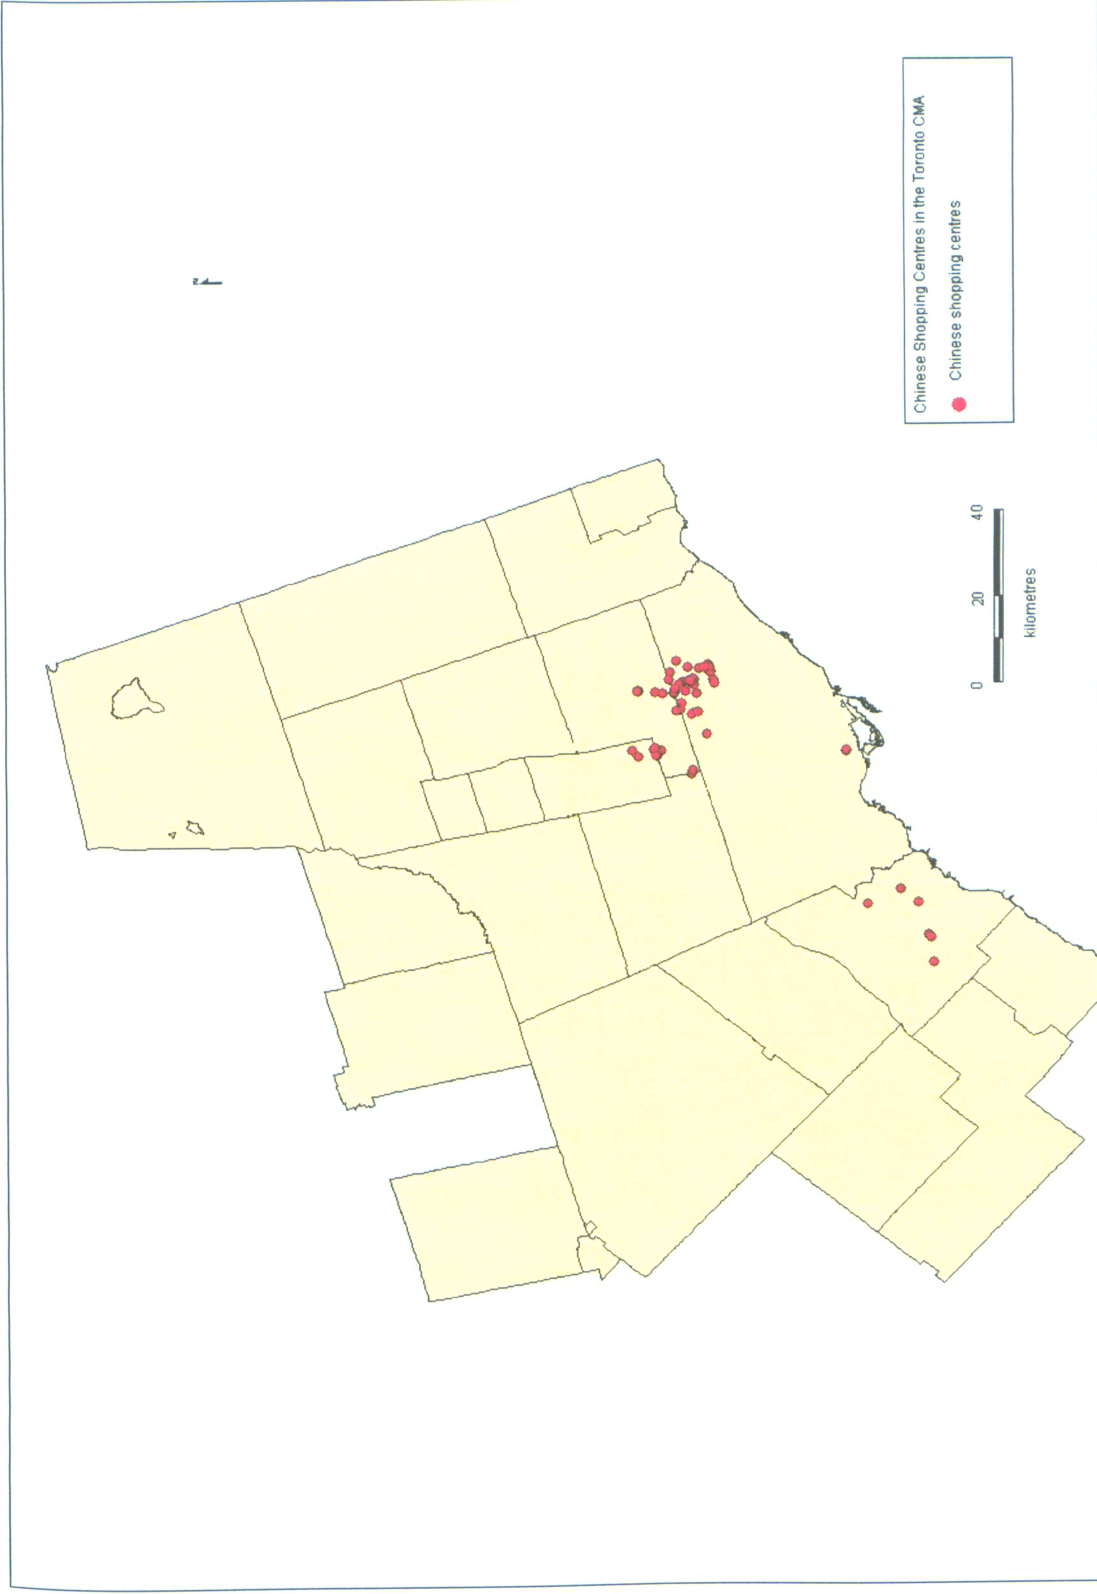 N
Chinese Shopping Centres in the Toronto CMA
Chinese shopping centres
0 20 40
kilometres